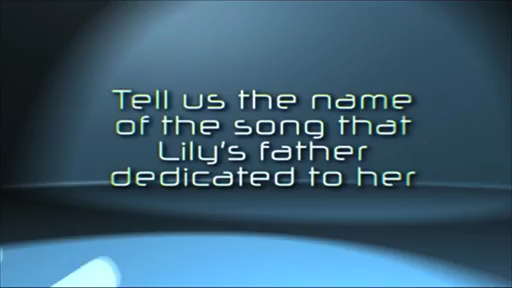 Tell us the name
of the song that
Lily's father
dedicated to her